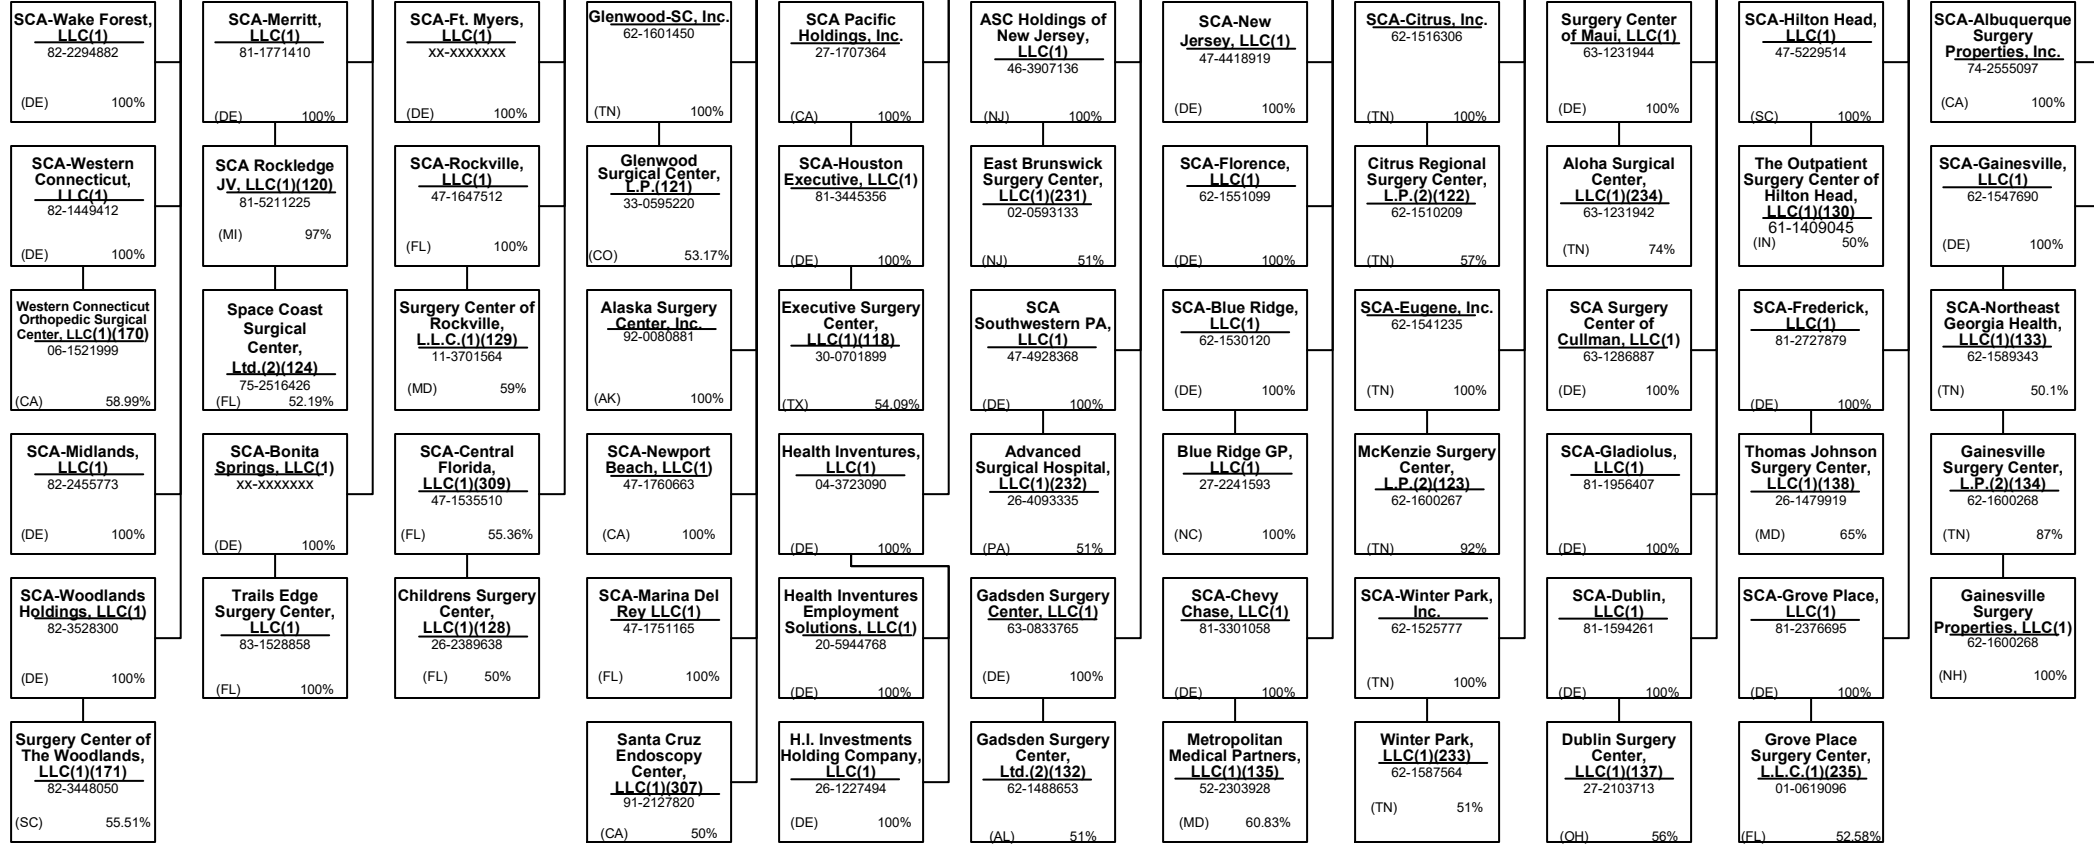 SCA-Wake Forest,
LLC(1)
82-2294882
(DE) 100%
SCA-Merritt,
LLC(1)
81-1771410
(DE) 100%
SCA-Ft. Myers,
LLC(1)
xx-xxxxxxx
(DE) 100%
Glenwood-SC, Inc.
62-1601450
(TN) 100%
SCA Pacific
Holdings, Inc.
27-1707364
(CA) 100%
ASC Holdings of
New Jersey,
LLC(1)
46-3907136
(NJ) 100%
SCA-New
Jersey, LLC(1)
47-4418919
(DE) 100%
SCA-Citrus, Inc.
62-1516306
(TN) 100%
Surgery Center
of Maui, LLC(1)
63-1231944
(DE) 100%
SCA-Hilton Head,
LLC(1)
47-5229514
(SC) 100%
SCA-Albuquerque
Surgery
Properties, Inc.
74-2555097
(CA) 100%
SCA-Western
Connecticut,
LLC(1)
82-1449412
(DE) 100%
SCA Rockledge
JV, LLC(1)(120)
81-5211225
(MI) 97%
SCA-Rockville,
LLC(1)
47-1647512
(FL) 100%
Glenwood
Surgical Center,
L.P.(121)
33-0595220
(CO) 53.17%
SCA-Houston
Executive, LLC(1)
81-3445356
(DE) 100%
East Brunswick
Surgery Center,
LLC(1)(231)
02-0593133
(NJ) 51%
SCA-Florence,
LLC(1)
62-1551099
(DE) 100%
Citrus Regional
Surgery Center,
L.P.(2)(122)
62-1510209
(TN) 57%
Aloha Surgical
Center,
LLC(1)(234)
63-1231942
(TN) 74%
The Outpatient
Surgery Center of
Hilton Head,
LLC(1)(130)
61-1409045
(IN) 50%
SCA-Gainesville,
LLC(1)
62-1547690
(DE) 100%
Western Connecticut
Orthopedic Surgical
Center, LLC(1)(170)
06-1521999
(CA) 58.99%
Space Coast
Surgical
Center,
Ltd.(2)(124)
75-2516426
(FL) 52.19%
Surgery Center of
Rockville,
L.L.C.(1)(129)
11-3701564
(MD) 59%
Alaska Surgery
Center, Inc.
92-0080881
(AK) 100%
Executive Surgery
Center,
LLC(1)(118)
30-0701899
(TX) 54.09%
SCA
Southwestern PA,
LLC(1)
47-4928368
(DE) 100%
SCA-Blue Ridge,
LLC(1)
62-1530120
(DE) 100%
SCA-Eugene, Inc.
62-1541235
(TN) 100%
SCA Surgery
Center of
Cullman, LLC(1)
63-1286887
(DE) 100%
SCA-Frederick,
LLC(1)
81-2727879
(DE) 100%
SCA-Northeast
Georgia Health,
LLC(1)(133)
62-1589343
(TN) 50.1%
SCA-Midlands,
LLC(1)
82-2455773
(DE) 100%
SCA-Bonita
Springs, LLC(1)
xx-xxxxxxx
(DE) 100%
SCA-Central
Florida,
LLC(1)(309)
47-1535510
(FL) 55.36%
SCA-Newport
Beach, LLC(1)
47-1760663
(CA) 100%
Health Inventures,
LLC(1)
04-3723090
(DE) 100%
Advanced
Surgical Hospital,
LLC(1)(232)
26-4093335
(PA) 51%
Blue Ridge GP,
LLC(1)
27-2241593
(NC) 100%
McKenzie Surgery
Center,
L.P.(2)(123)
62-1600267
(TN) 92%
SCA-Gladiolus,
LLC(1)
81-1956407
(DE) 100%
Thomas Johnson
Surgery Center,
LLC(1)(138)
26-1479919
(MD) 65%
Gainesville
Surgery Center,
L.P.(2)(134)
62-1600268
(TN) 87%
SCA-Woodlands
Holdings, LLC(1)
82-3528300
(DE) 100%
Trails Edge
Surgery Center,
LLC(1)
83-1528858
(FL) 100%
Childrens Surgery
Center,
LLC(1)(128)
26-2389638
(FL) 50%
SCA-Marina Del
Rey LLC(1)
47-1751165
(FL) 100%
Health Inventures
Employment
Solutions, LLC(1)
20-5944768
(DE) 100%
Gadsden Surgery
Center, LLC(1)
63-0833765
(DE) 100%
SCA-Chevy
Chase, LLC(1)
81-3301058
(DE) 100%
SCA-Winter Park,
Inc.
62-1525777
(TN) 100%
SCA-Dublin,
LLC(1)
81-1594261
(DE) 100%
SCA-Grove Place,
LLC(1)
81-2376695
(DE) 100%
Gainesville
Surgery
Properties, LLC(1)
62-1600268
(NH) 100%
Surgery Center of
The Woodlands,
LLC(1)(171)
82-3448050
(SC) 55.51%
Santa Cruz
Endoscopy
Center,
LLC(1)(307)
91-2127820
(CA) 50%
H.I. Investments
Holding Company,
LLC(1)
26-1227494
(DE) 100%
Gadsden Surgery
Center,
Ltd.(2)(132)
62-1488653
(AL) 51%
Metropolitan
Medical Partners,
LLC(1)(135)
52-2303928
(MD) 60.83%
Winter Park,
LLC(1)(233)
62-1587564
(TN) 51%
Dublin Surgery
Center,
LLC(1)(137)
27-2103713
(OH) 56%
Grove Place
Surgery Center,
L.L.C.(1)(235)
01-0619096
(FL) 52.58%